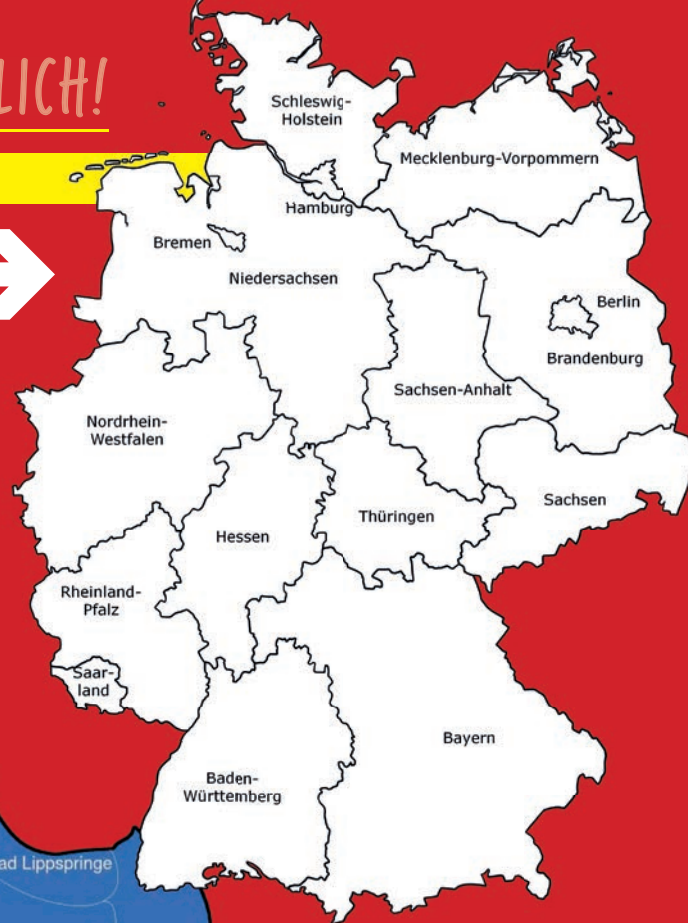 LICH!
Schleswig-
Holstein
Mecklenburg-Vorpommern
Hamburg
Bremen
Niedersachsen
Berlin
Brandenburg
Sachsen-Anhalt
Nordrhein-
Westfalen
Sachsen
Thüringen
Hessen
Rheinland-
Pfalz
Saar-
land
Bayern
Baden-
Württemberg
ad Lippspringe